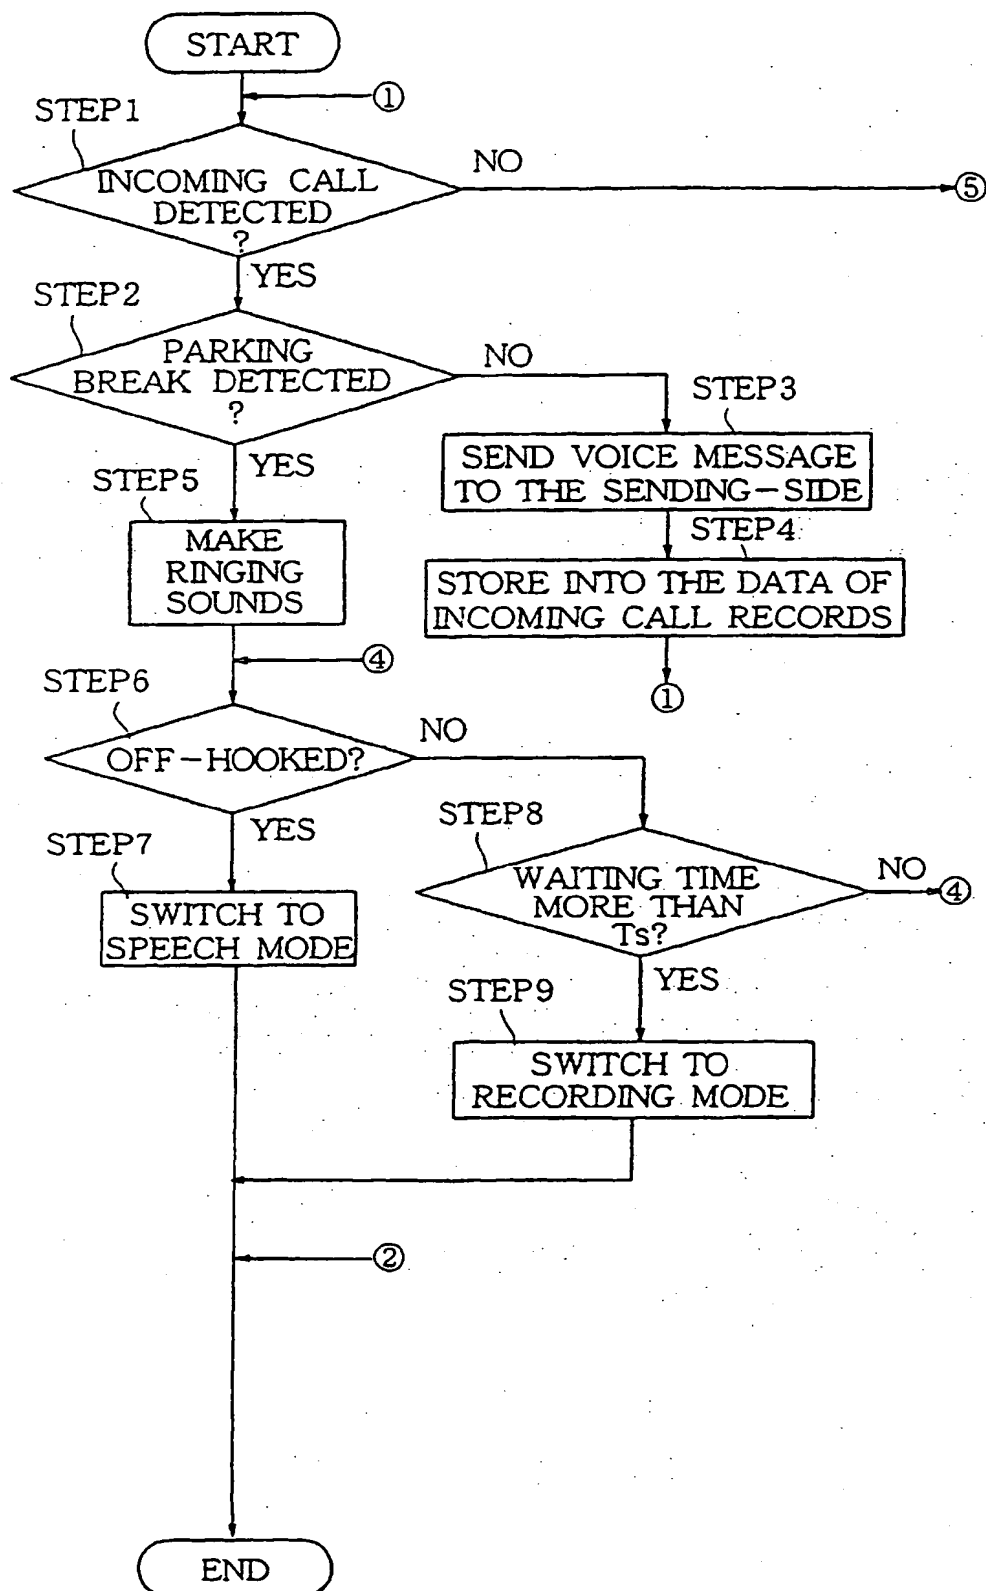 START
①
STEP1
NO
INCOMING CALL
DETECTED
?
⑤
YES
STEP2
PARKING
BREAK DETECTED
?
NO
STEP3
SEND VOICE MESSAGE
TO THE SENDING-SIDE
YES
STEP5
STEP4
MAKE
RINGING
SOUNDS
STORE INTO THE DATA OF
INCOMING CALL RECORDS
④
①
STEP6
OFF-HOOKED?
NO
YES
STEP8
STEP7
WAITING TIME
MORE THAN
Ts?
NO
④
SWITCH TO
SPEECH MODE
YES
STEP9
SWITCH TO
RECORDING MODE
②
END